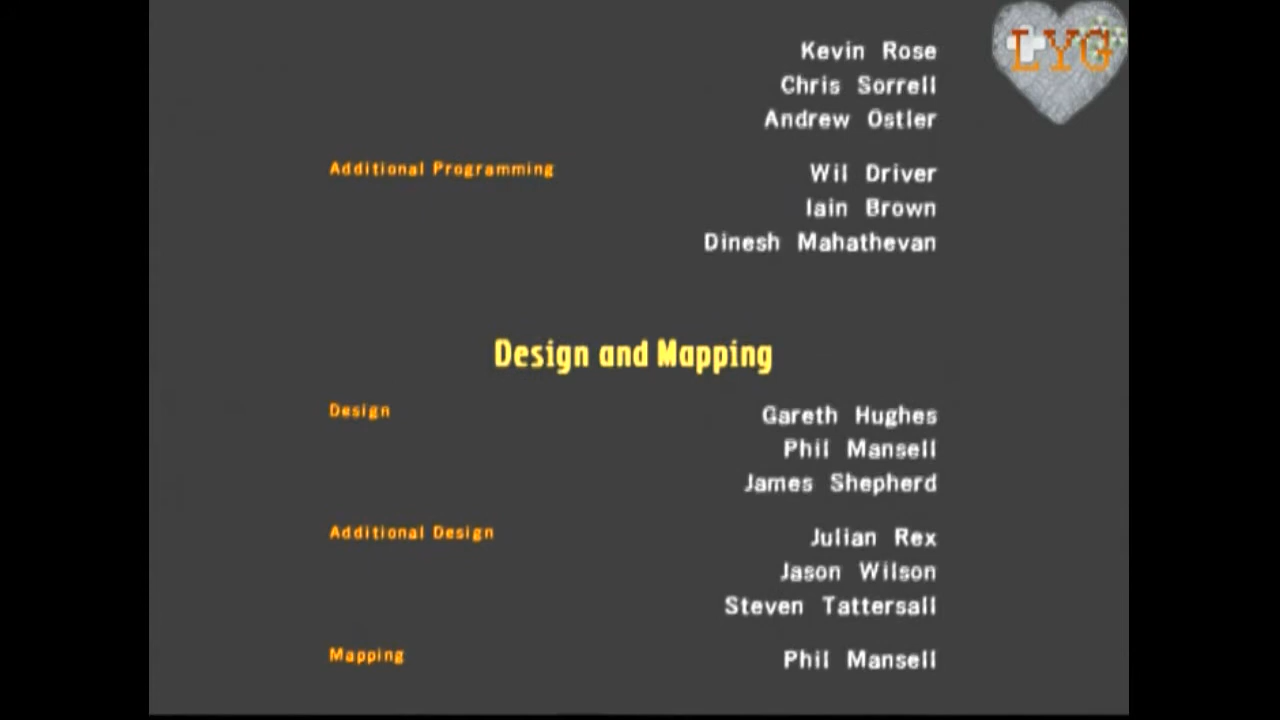 Kevin Rose
LYG
Chris Sorrell
Andrew Ostler
Additional Programming Wil Driver
Iain Brown
Dinesh Mahathevan
Design and Mapping
Design Gareth Hughes
Phil Mansell
James Shepherd
Additional Design Julian Rex
Jason Wilson
Steven Tattersall
Mapping Phil Mansell